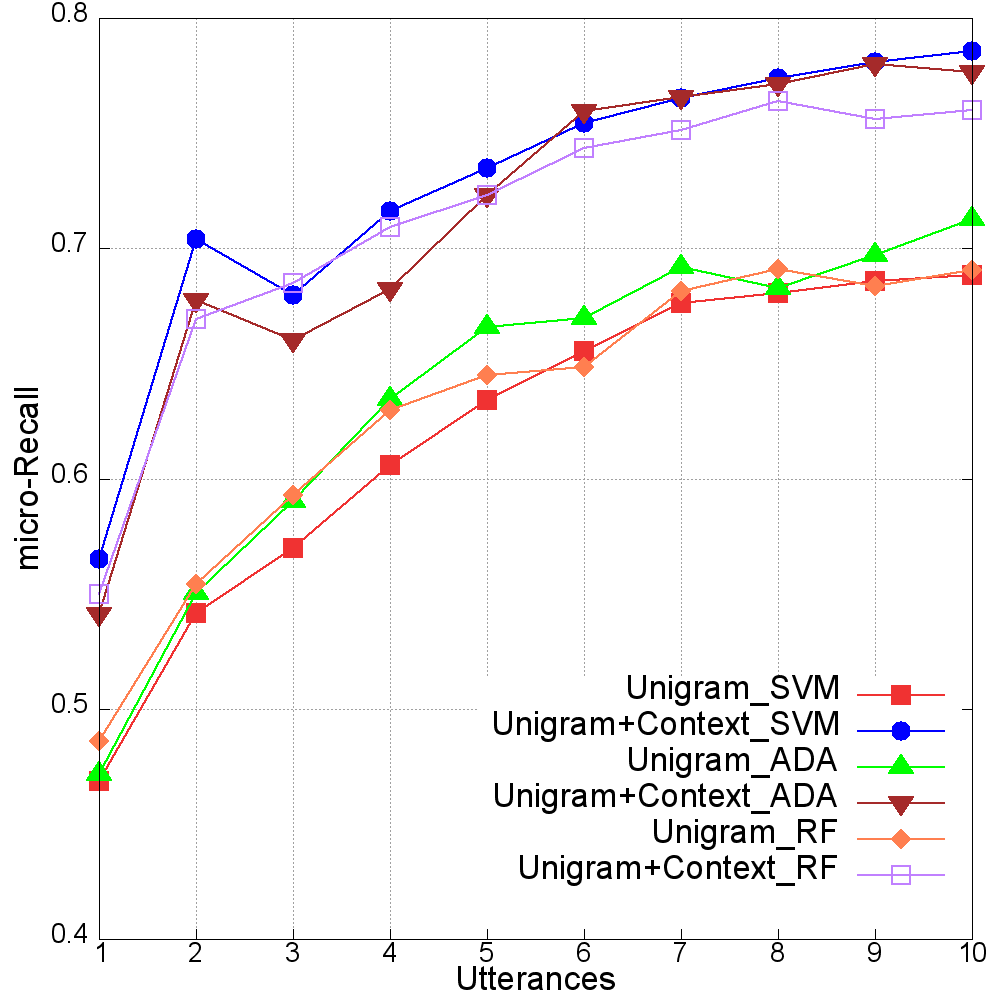 0.8
0.7
0.6
0.5
0.4
micro-Recall
Unigram_SVM
Unigram+Context_SVM
Unigram_ADA
Unigram+Context_ADA
Unigram_RF
Unigram+Context_RF
1 2 3 4 5 6 7 8 9 10
Utterances